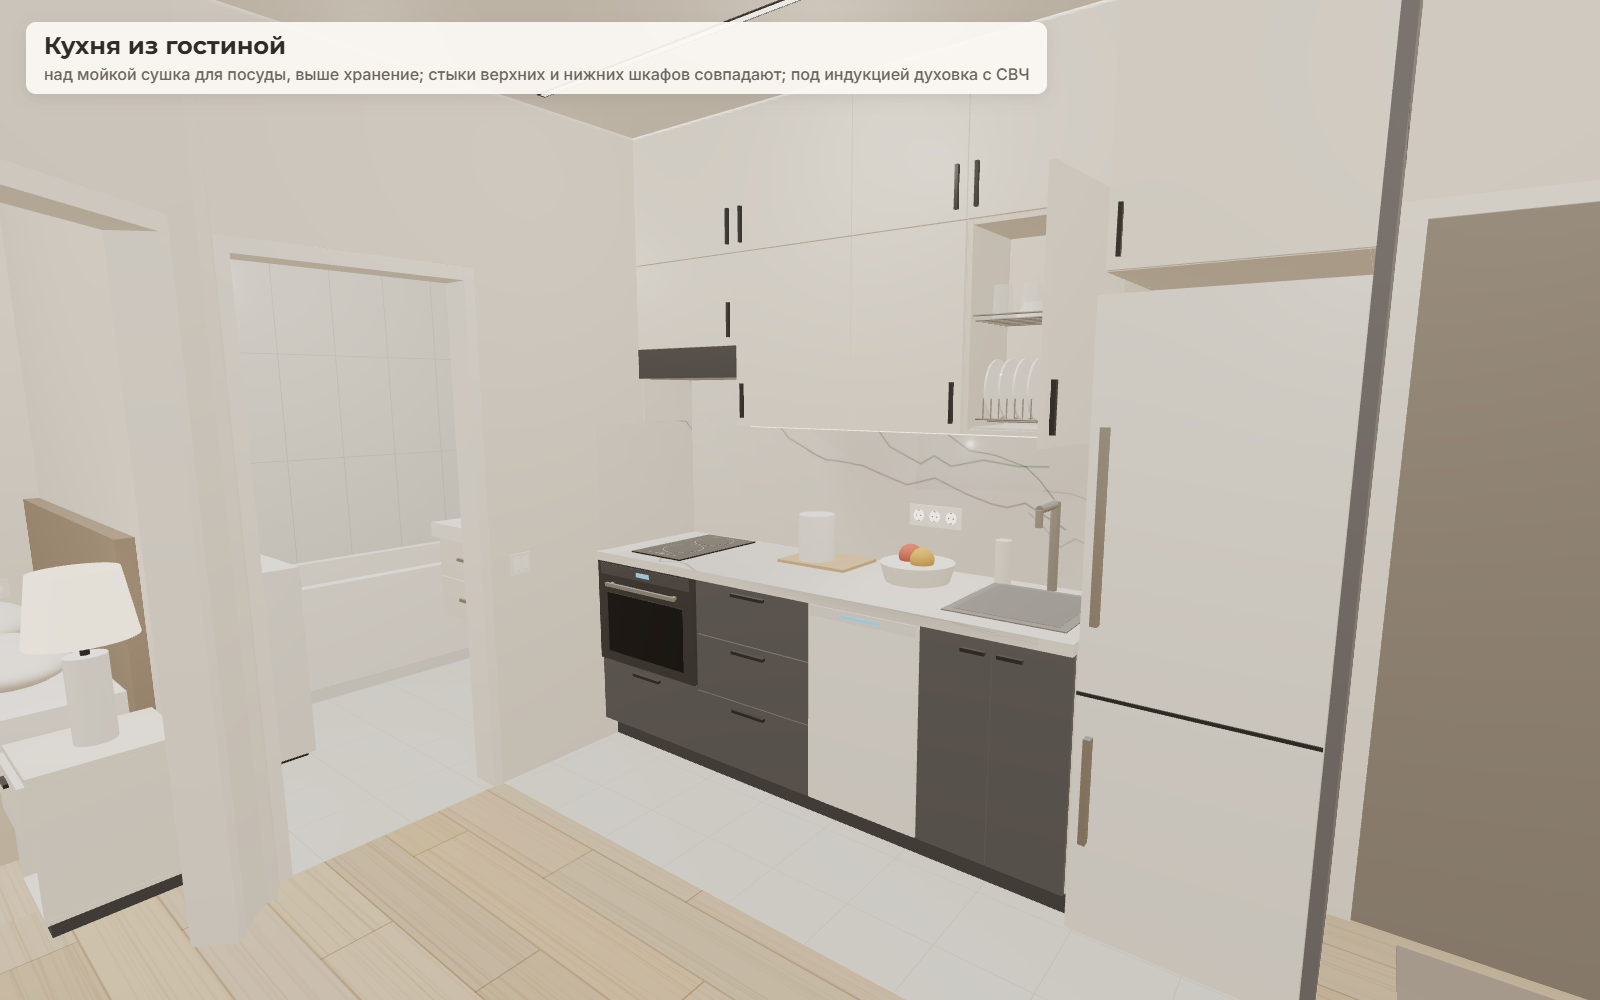 Кухня из гостиной
над мойкой сушка для посуды, выше хранение; стыки верхних и нижних шкафов совпадают; под индукцией духовка с СВЧ